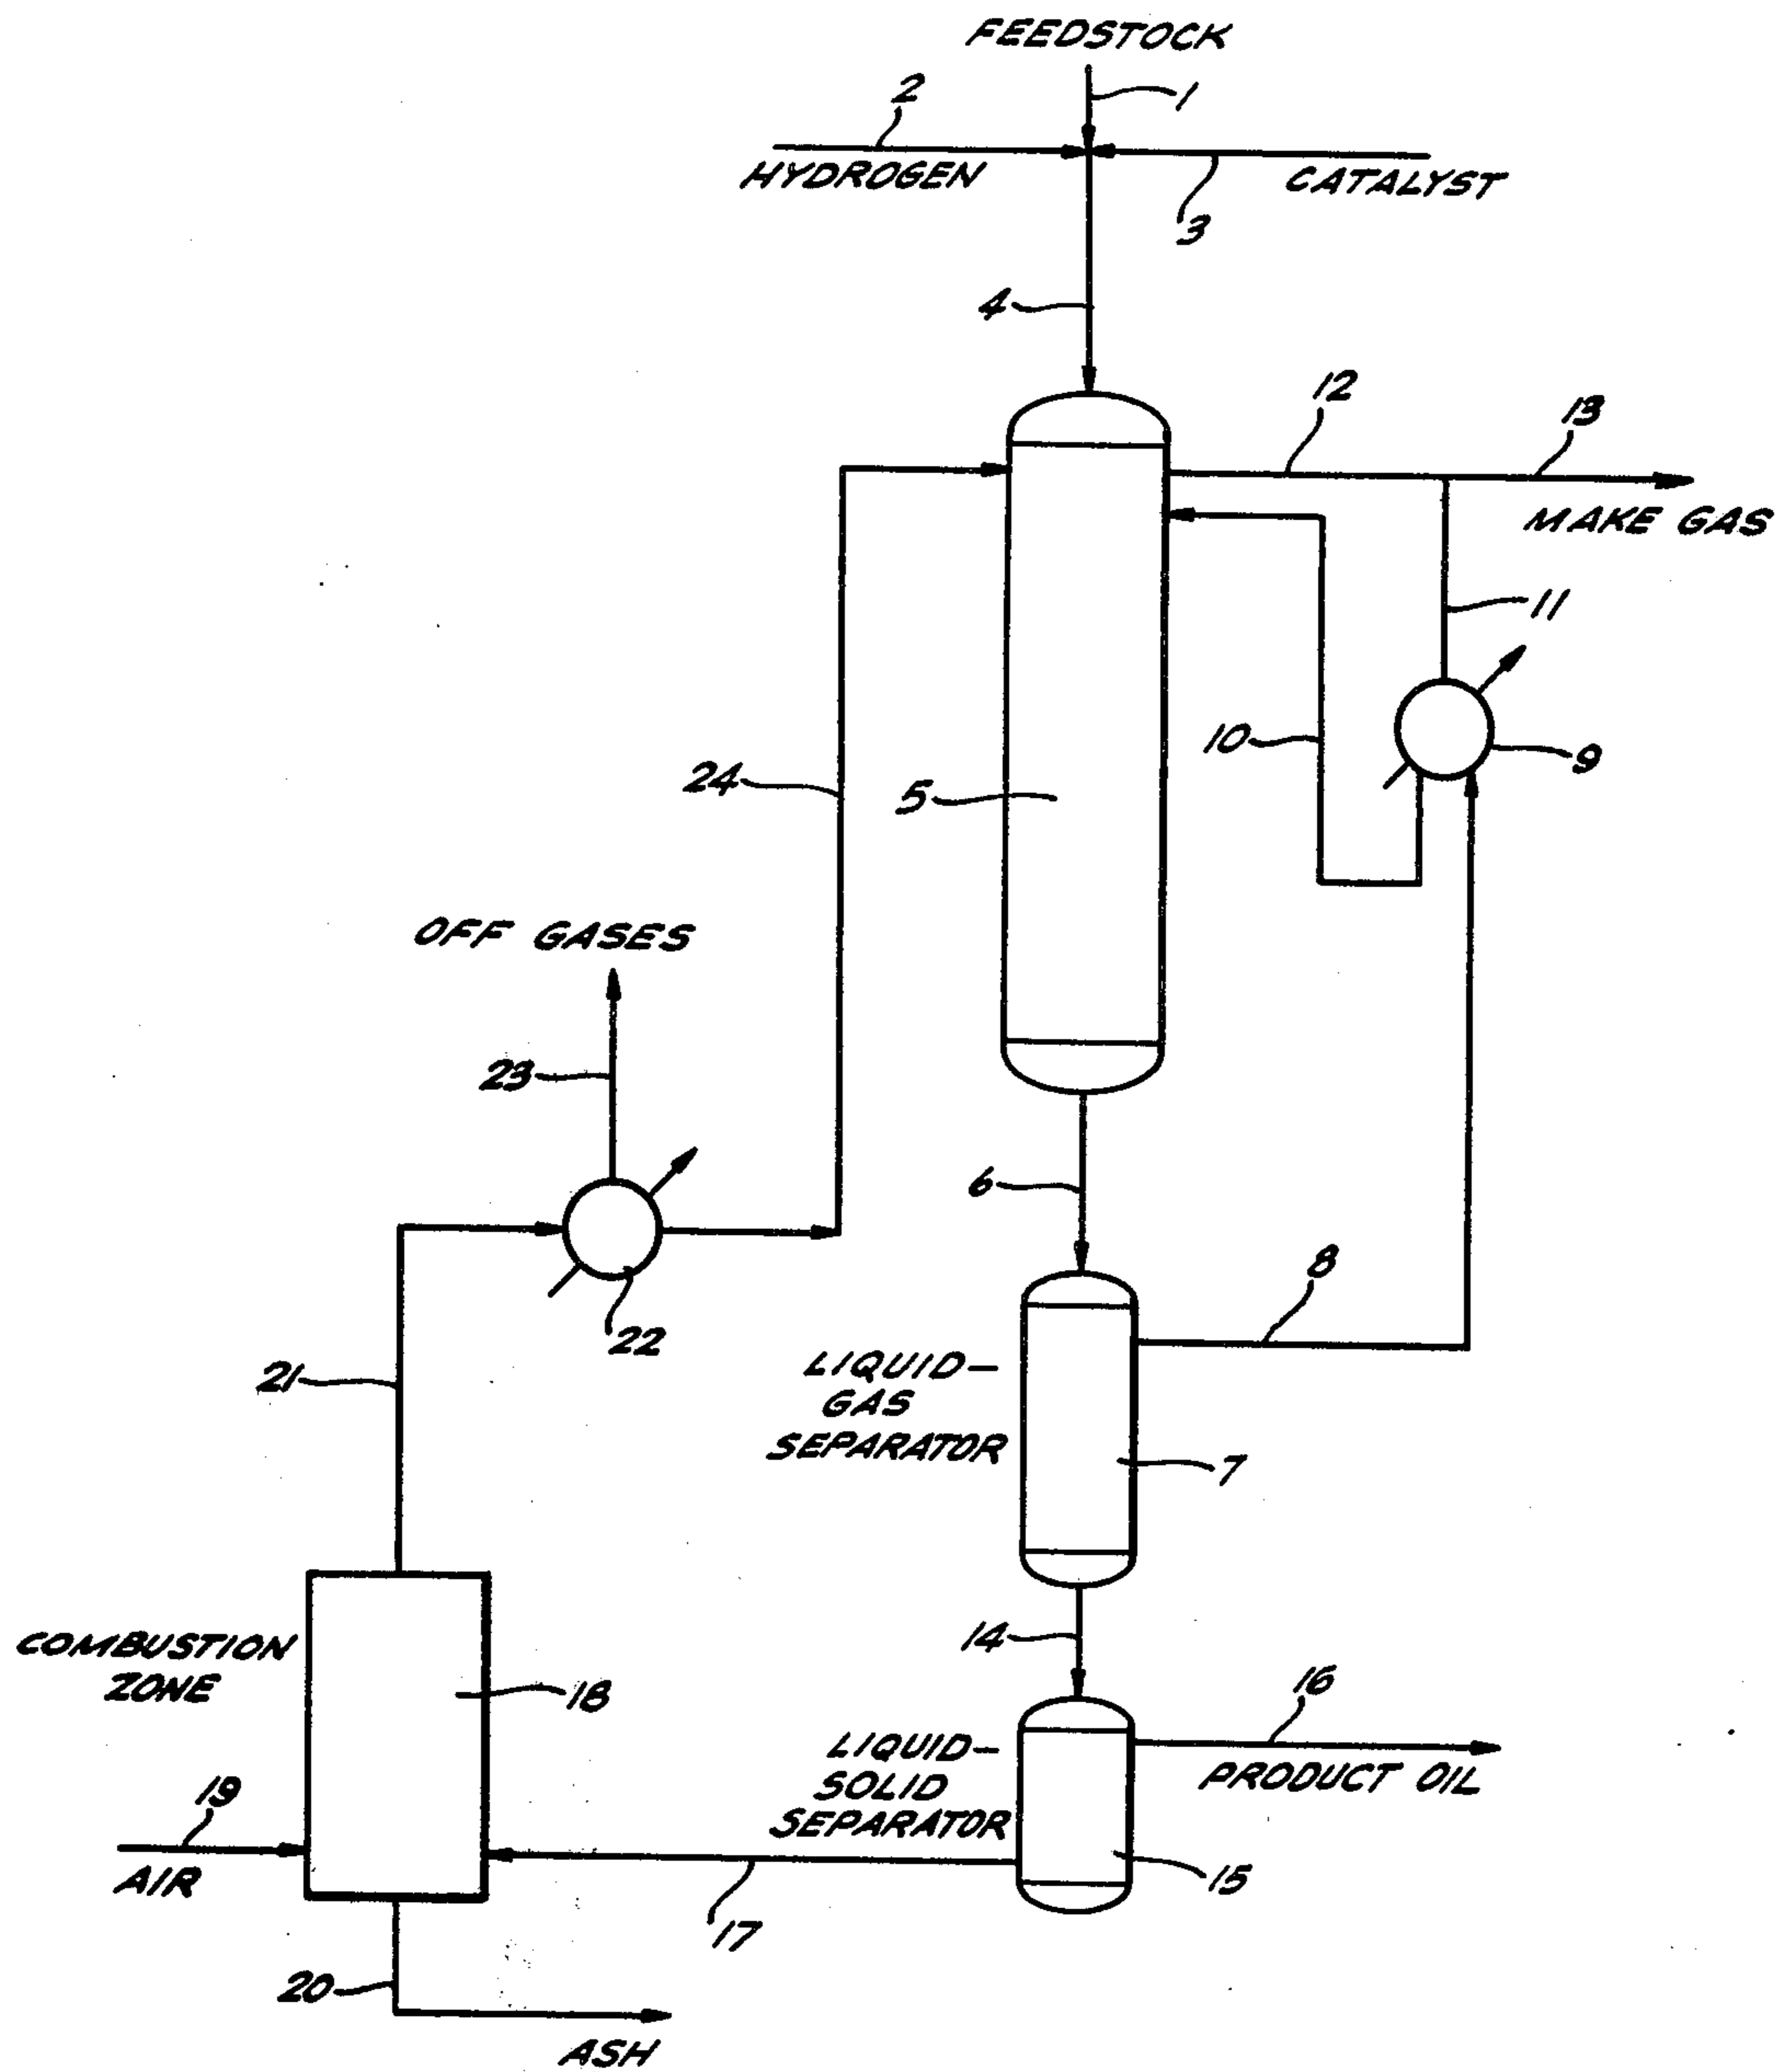 FEEDSTOCK
1
2
HYDROGEN
CATALYST
3
4
12
13
MAKE GAS
11
10
9
24
5
OFF GASES
23
6
22
8
21
LIQUID-
GAS
SEPARATOR
7
14
COMBUSTION
ZONE
18
16
LIQUID-
SOLID
SEPARATOR
PRODUCT OIL
19
AIR
15
17
20
ASH